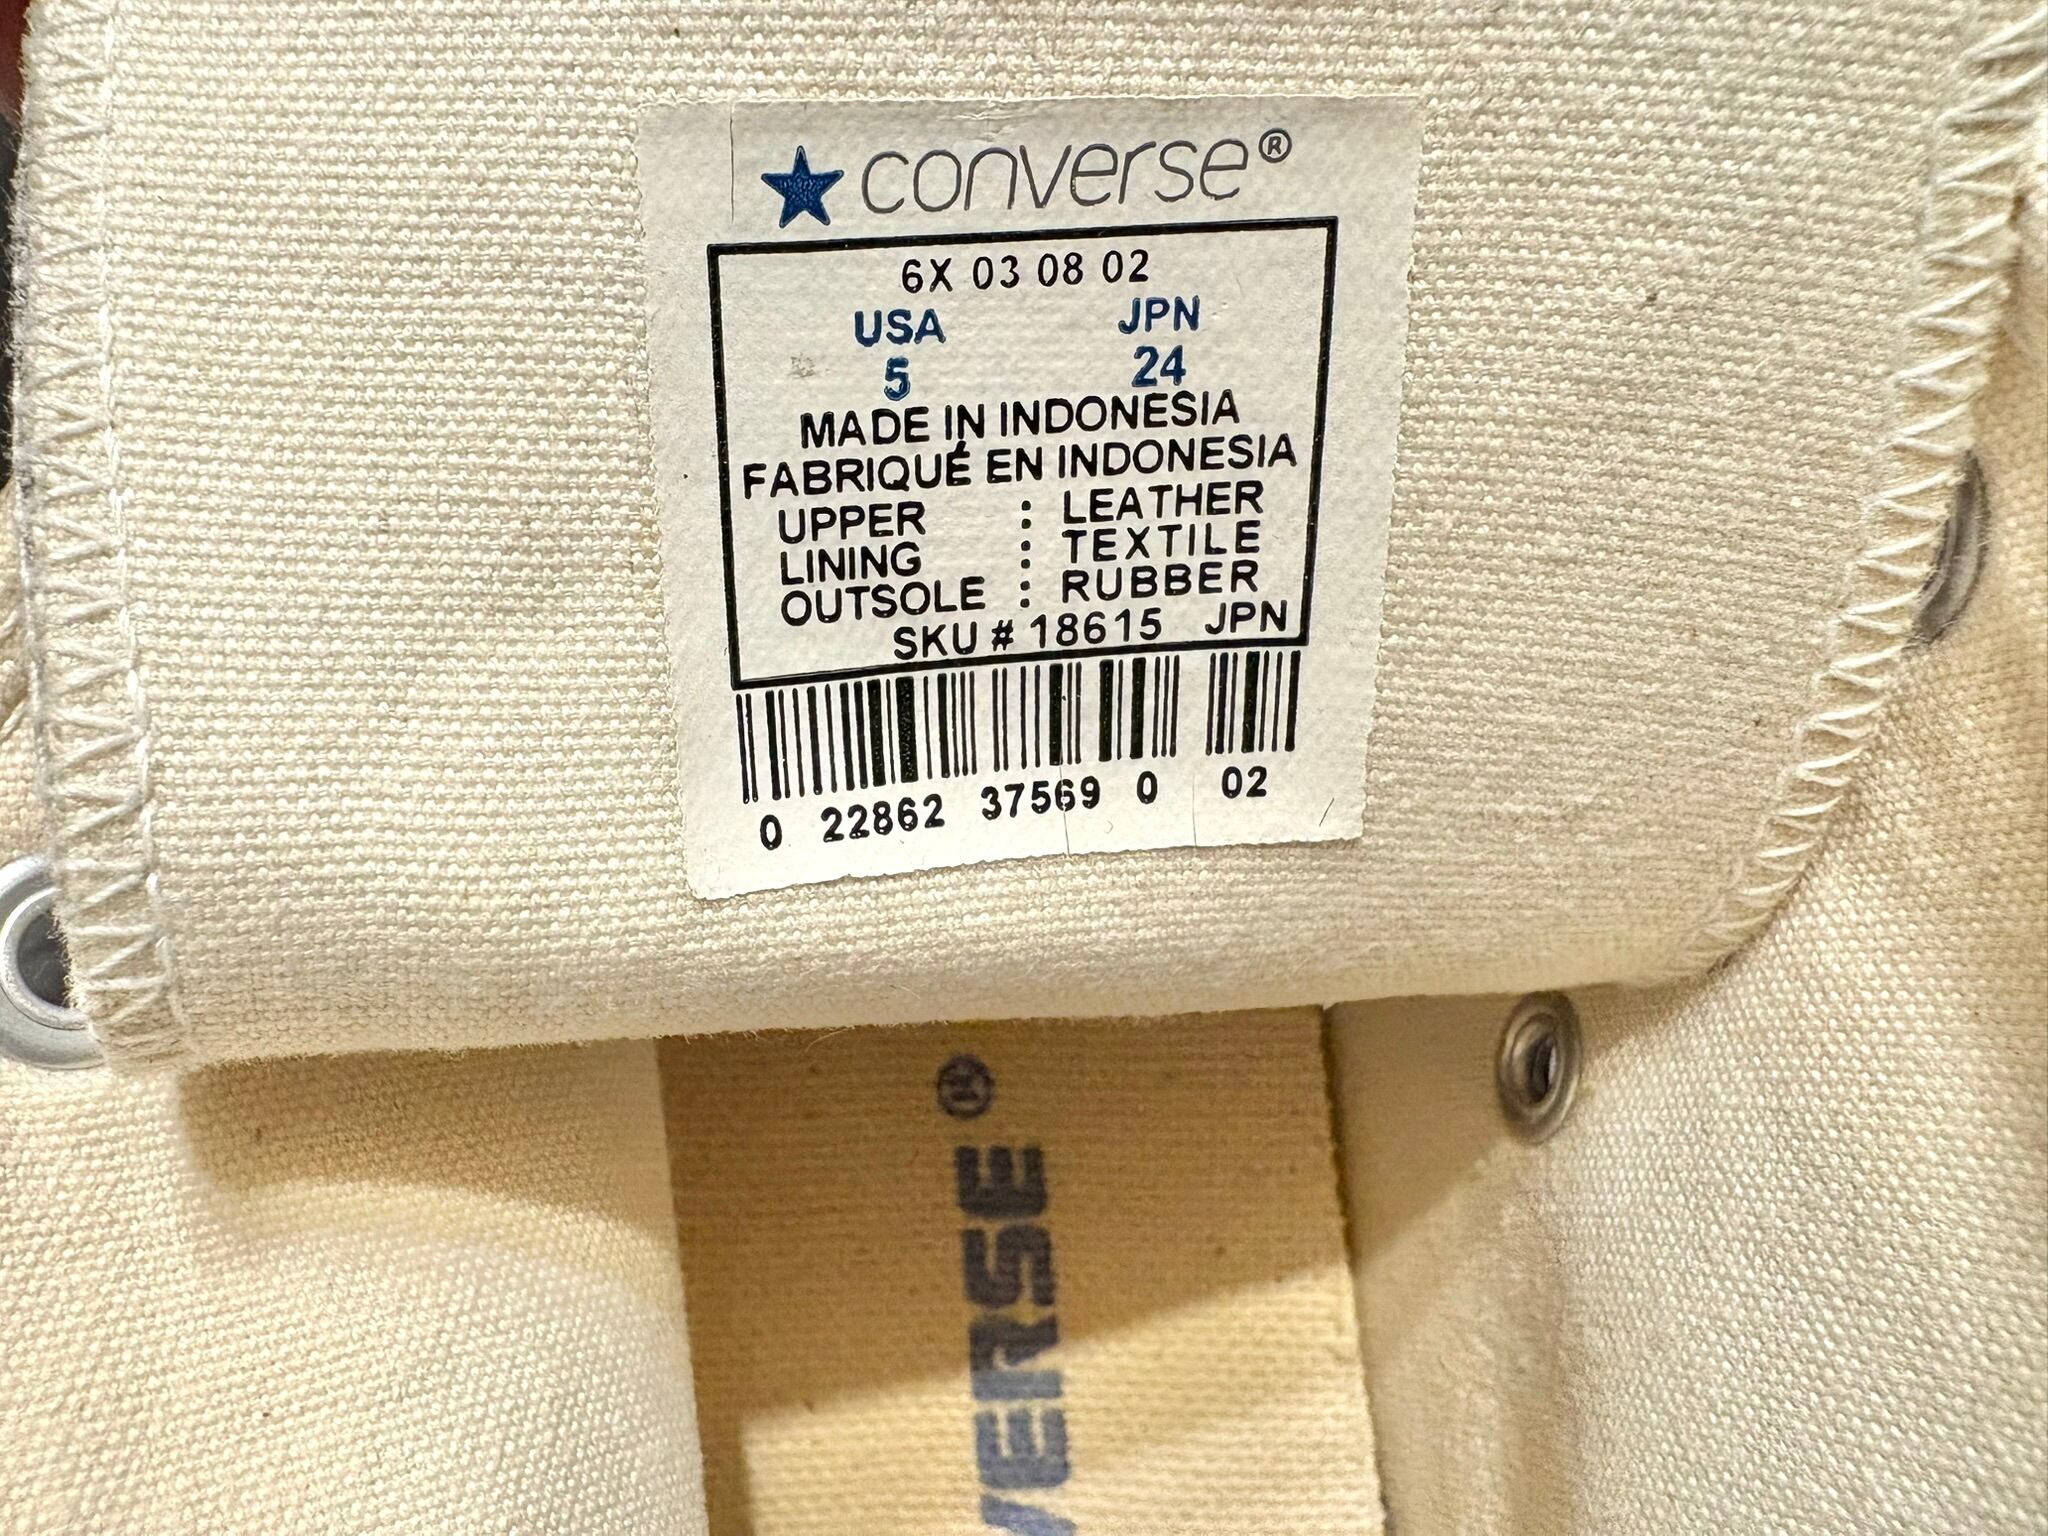 ★ converse®
6X 03 08 02
USA JPN
5 24
MADE IN INDONESIA
FABRIQUÉ EN INDONESIA
UPPER : LEATHER
LINING : TEXTILE
OUTSOLE : RUBBER
SKU # 18615 JPN
0 22862 37569 0 02
VERSE®